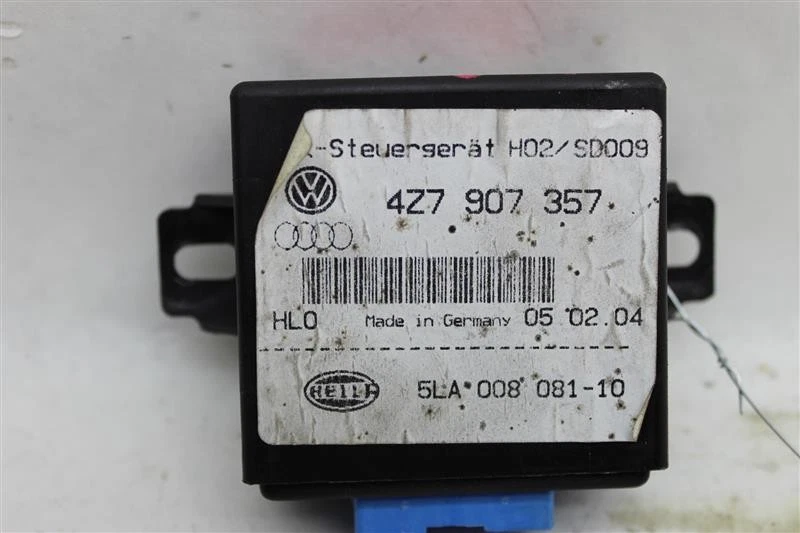 -Steuergerät H02/SD009
4Z7 907 357
HLO Made in Germany 05.02.04
HELLA
5LA 008 081-10